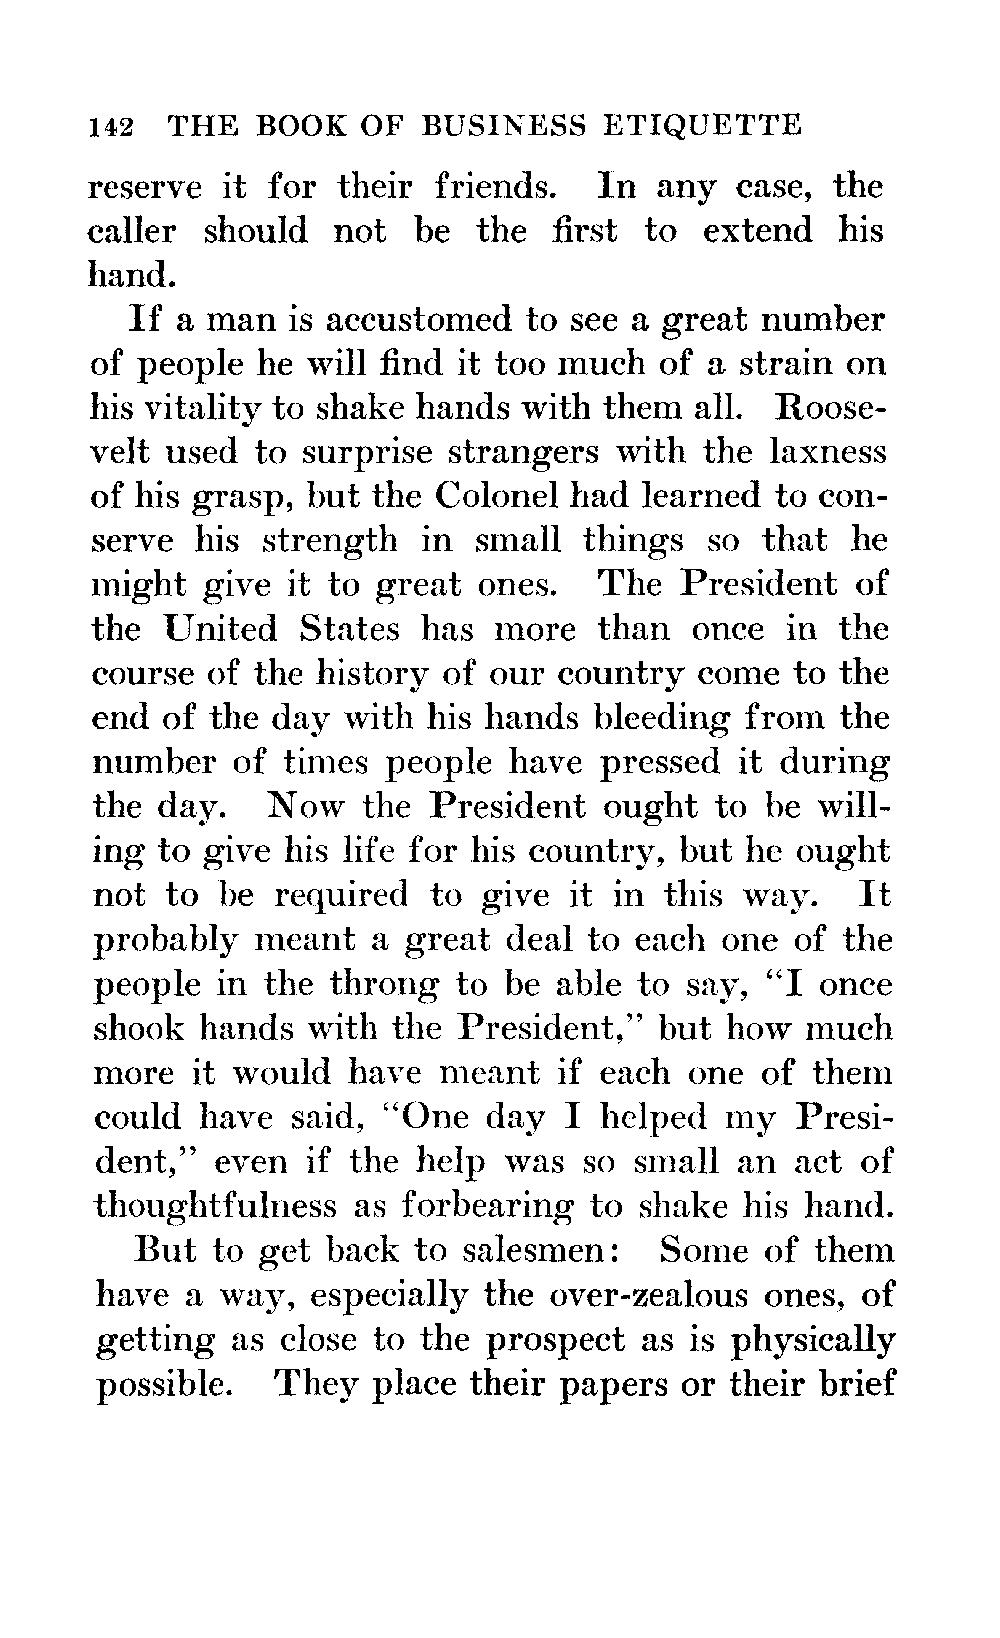 142 THE BOOK OF BUSINESS ETIQUETTE
reserve it for their friends. In any case, the
caller should not be the first to extend his
hand.
If a man is accustomed to see a great number
of people he will find it too much of a strain on
his vitality to shake hands with them all. Roose-
velt used to surprise strangers with the laxness
of his grasp, but the Colonel had learned to con-
serve his strength in small things so that he
might give it to great ones. The President of
the United States has more than once in the
course of the history of our country come to the
end of the day with his hands bleeding from the
number of times people have pressed it during
the day. Now the President ought to be will-
ing to give his life for his country, but he ought
not to be required to give it in this way. It
probably meant a great deal to each one of the
people in the throng to be able to say, “I once
shook hands with the President,” but how much
more it would have meant if each one of them
could have said, “One day I helped my Presi-
dent,” even if the help was so small an act of
thoughtfulness as forbearing to shake his hand.
But to get back to salesmen: Some of them
have a way, especially the over-zealous ones, of
getting as close to the prospect as is physically
possible. They place their papers or their brief